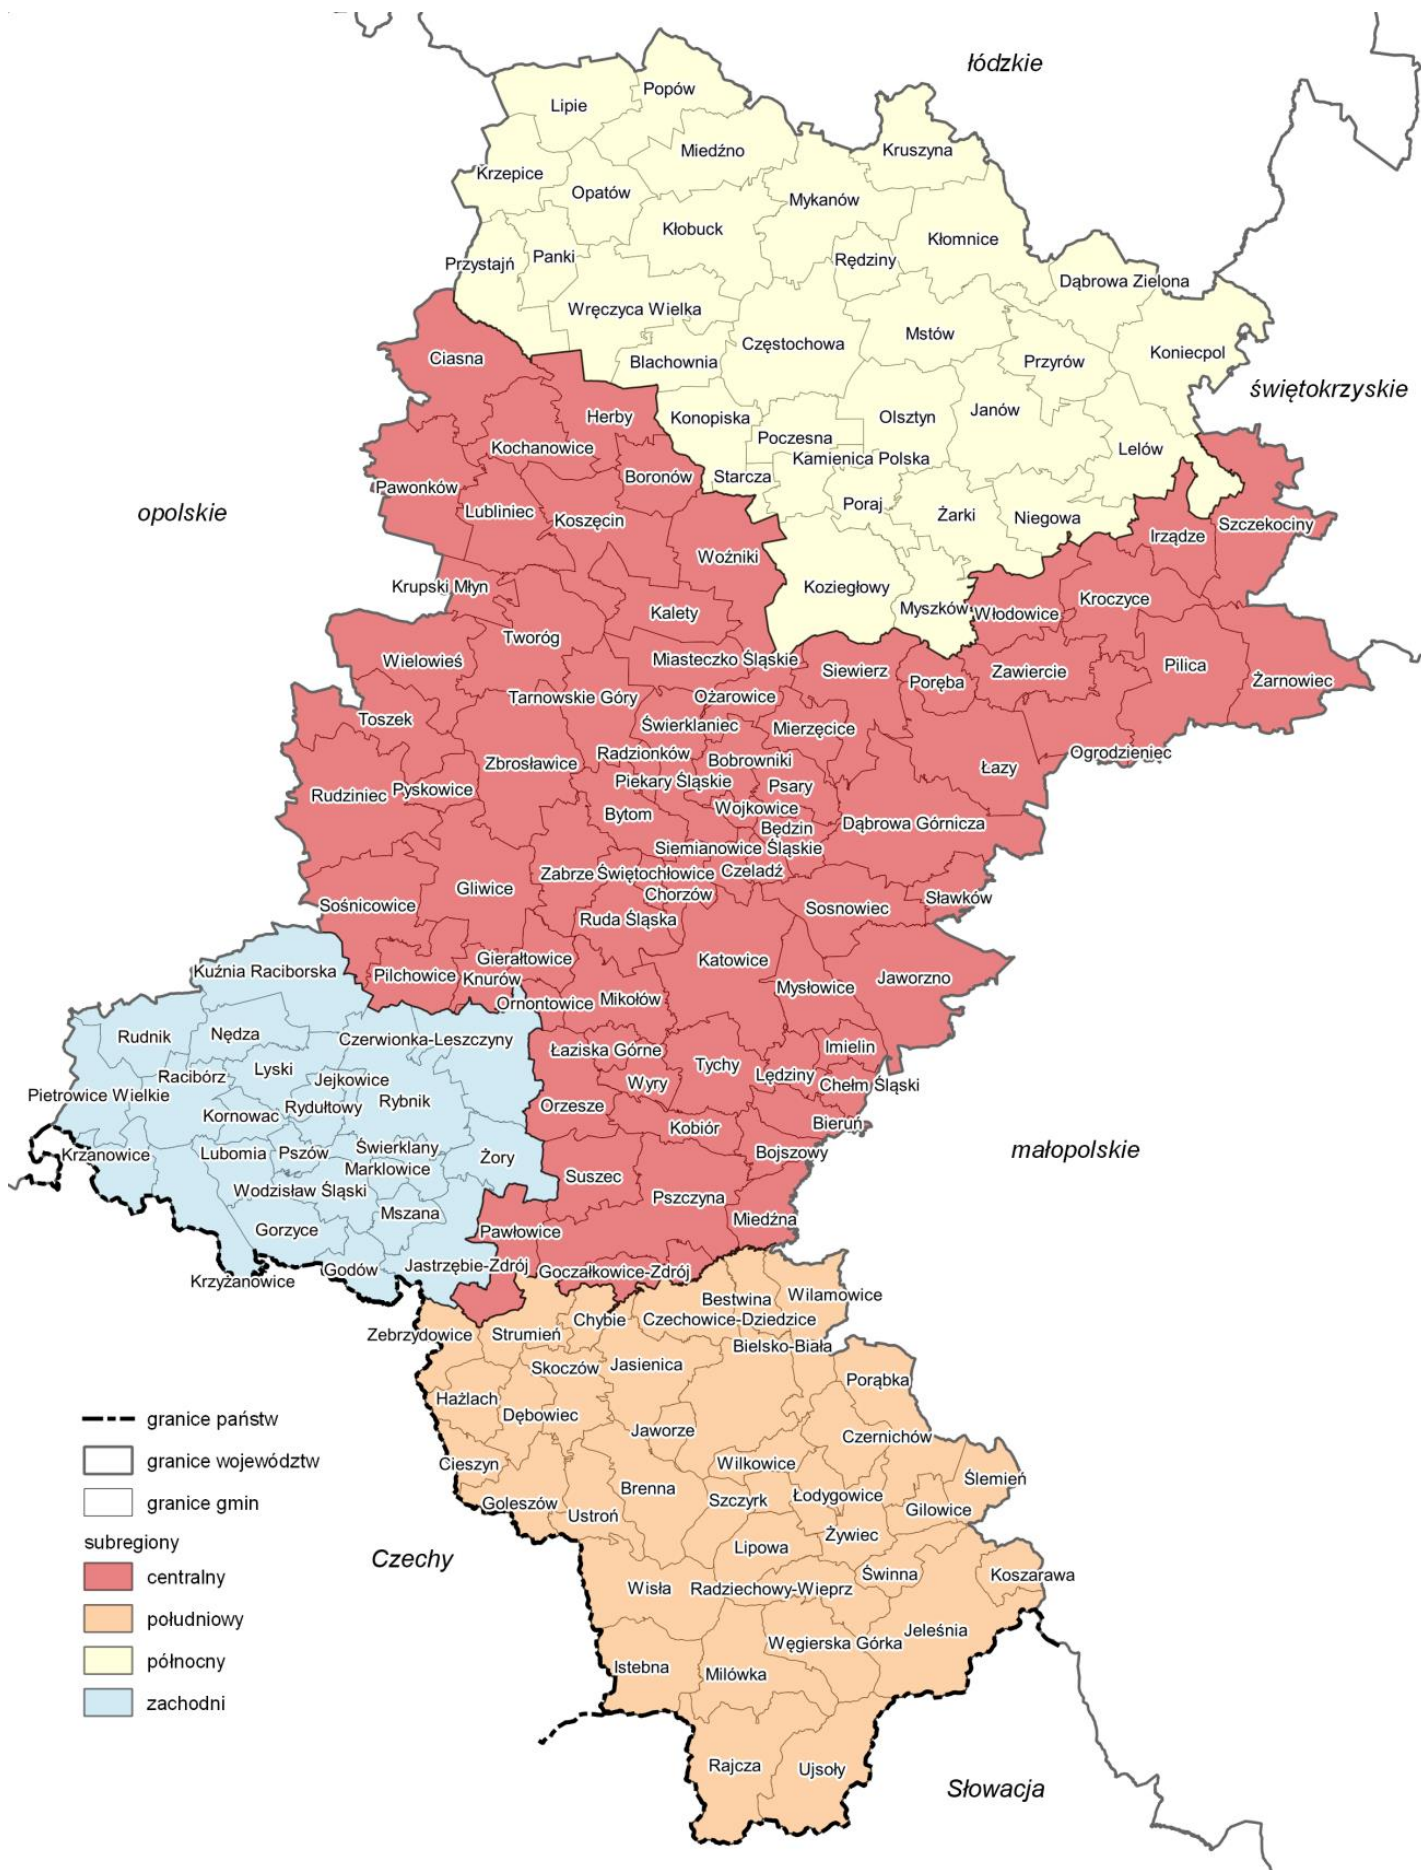 łódzkie
Popów
Lipie
Miedźno
Kruszyna
Krzepice
Opatów
Mykanów
Kłobuck
Kłomnice
Przystajń
Panki
Rędziny
Dąbrowa Zielona
Wręczyca Wielka
Mstów
Częstochowa
Koniecpol
Ciasna
Blachownia
Przyrów
świętokrzyskie
Herby
Konopiska
Olsztyn
Janów
Poczesna
Kochanowice
Lelów
Kamienica Polska
Boronów
Starcza
Pawonków
Poraj
Lubliniec
Koszęcin
Żarki
Niegowa
Szczekociny
opolskie
Irządze
Woźniki
Krupski Młyn
Koziegłowy
Kroczyce
Myszków
Włodowice
Kalety
Tworóg
Wielowieś
Miasteczko Śląskie
Siewierz
Poręba
Zawiercie
Pilica
Żarnowiec
Tarnowskie Góry
Ożarowice
Toszek
Świerklaniec
Mierzęcice
Radzionków
Bobrowniki
Ogrodzieniec
Zbrosławice
Łazy
Piekary Śląskie
Psary
Rudziniec
Pyskowice
Wojkowice
Bytom
Będzin
Dąbrowa Górnicza
Siemianowice Śląskie
Zabrze
Świętochłowice
Czeladź
Gliwice
Chorzów
Sławków
Sośnicowice
Sosnowiec
Ruda Śląska
Gierałtowice
Katowice
Kuźnia Raciborska
Pilchowice
Knurów
Jaworzno
Mysłowice
Ornontowice
Mikołów
Rudnik
Nędza
Czerwionka-Leszczyny
Łaziska Górne
Imielin
Lyski
Tychy
Racibórz
Jejkowice
Wyry
Lędziny
Chełm Śląski
Pietrowice Wielkie
Rydułtowy
Rybnik
Orzesze
Kornowac
Kobiór
Bieruń
Krzanowice
Lubomia
Pszów
Świerklany
Żory
Bojszowy
małopolskie
Marklowice
Suszec
Wodzisław Śląski
Pszczyna
Mszana
Miedźna
Gorzyce
Pawłowice
Krzyżanowice
Godów
Jastrzębie-Zdrój
Goczałkowice-Zdrój
Bestwina
Wilamowice
Zebrzydowice
Strumień
Chybie
Czechowice-Dziedzice
Bielsko-Biała
Skoczów
Jasienica
Porąbka
Hażlach
Dębowiec
granice państw
Jaworze
Czernichów
granice województw
Cieszyn
Wilkowice
Ślemień
granice gmin
Goleszów
Brenna
Szczyrk
Łodygowice
Gilowice
Ustroń
subregiony
Żywiec
Lipowa
Czechy
centralny
Wisła
Radziechowy-Wieprz
Świnna
Koszarawa
południowy
Węgierska Górka
Jeleśnia
północny
Istebna
Milówka
zachodni
Rajcza
Ujsoły
Słowacja